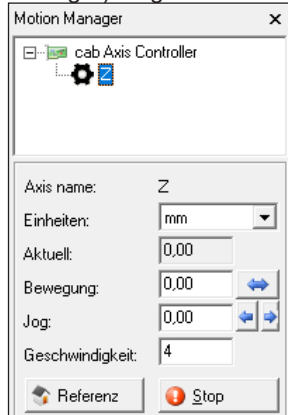 Motion Manager x
cab Axis Controller
Z
Axis name: Z
Einheiten: mm
Aktuell: 0,00
Bewegung: 0,00
Jog: 0,00
Geschwindigkeit: 4
Referenz Stop